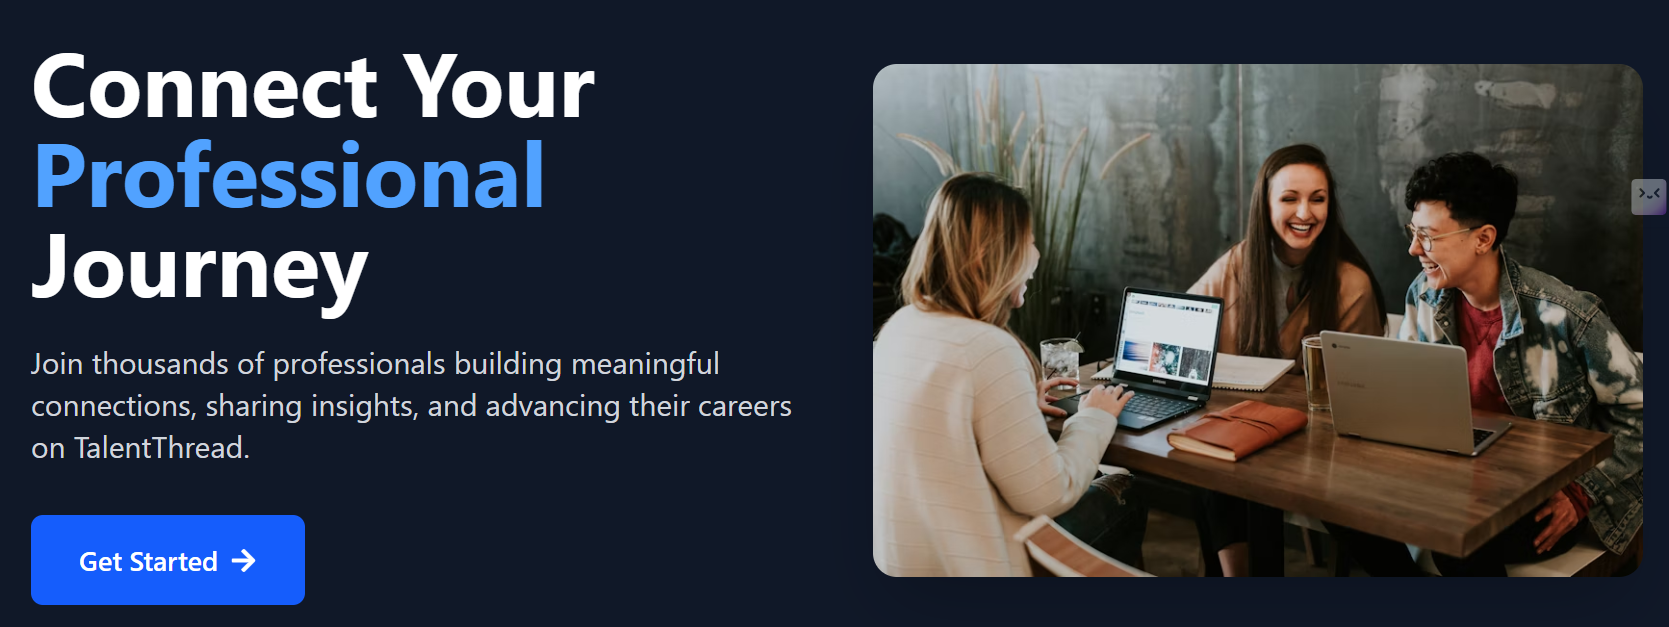 Connect Your
Professional
Journey
Join thousands of professionals building meaningful
connections, sharing insights, and advancing their careers
on TalentThread.
Get Started
SAMSUNG